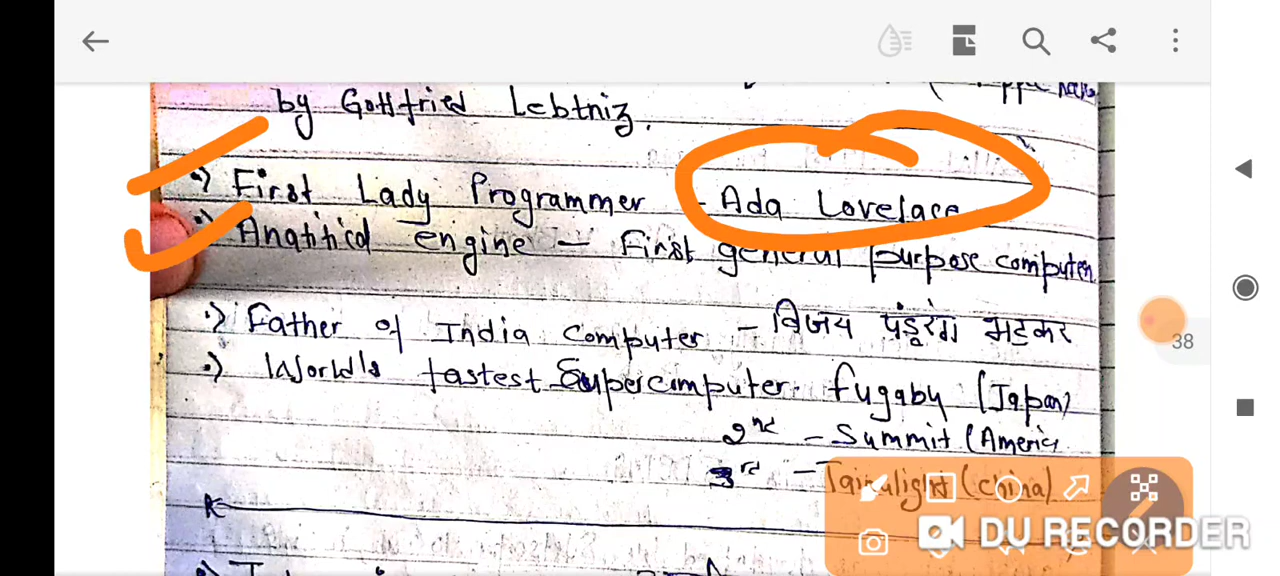 by Gottfried Lebtniz.
First Lady Programmer - Ada Lovelace
engine - First general purpose computer
Father of India Computer - विजय पंडूरंग भटकर
World's fastest Supercomputer. fugaby (Japan)
38
2nd - Summit (America
3rd - Taihulight (china)
DU RECORDER